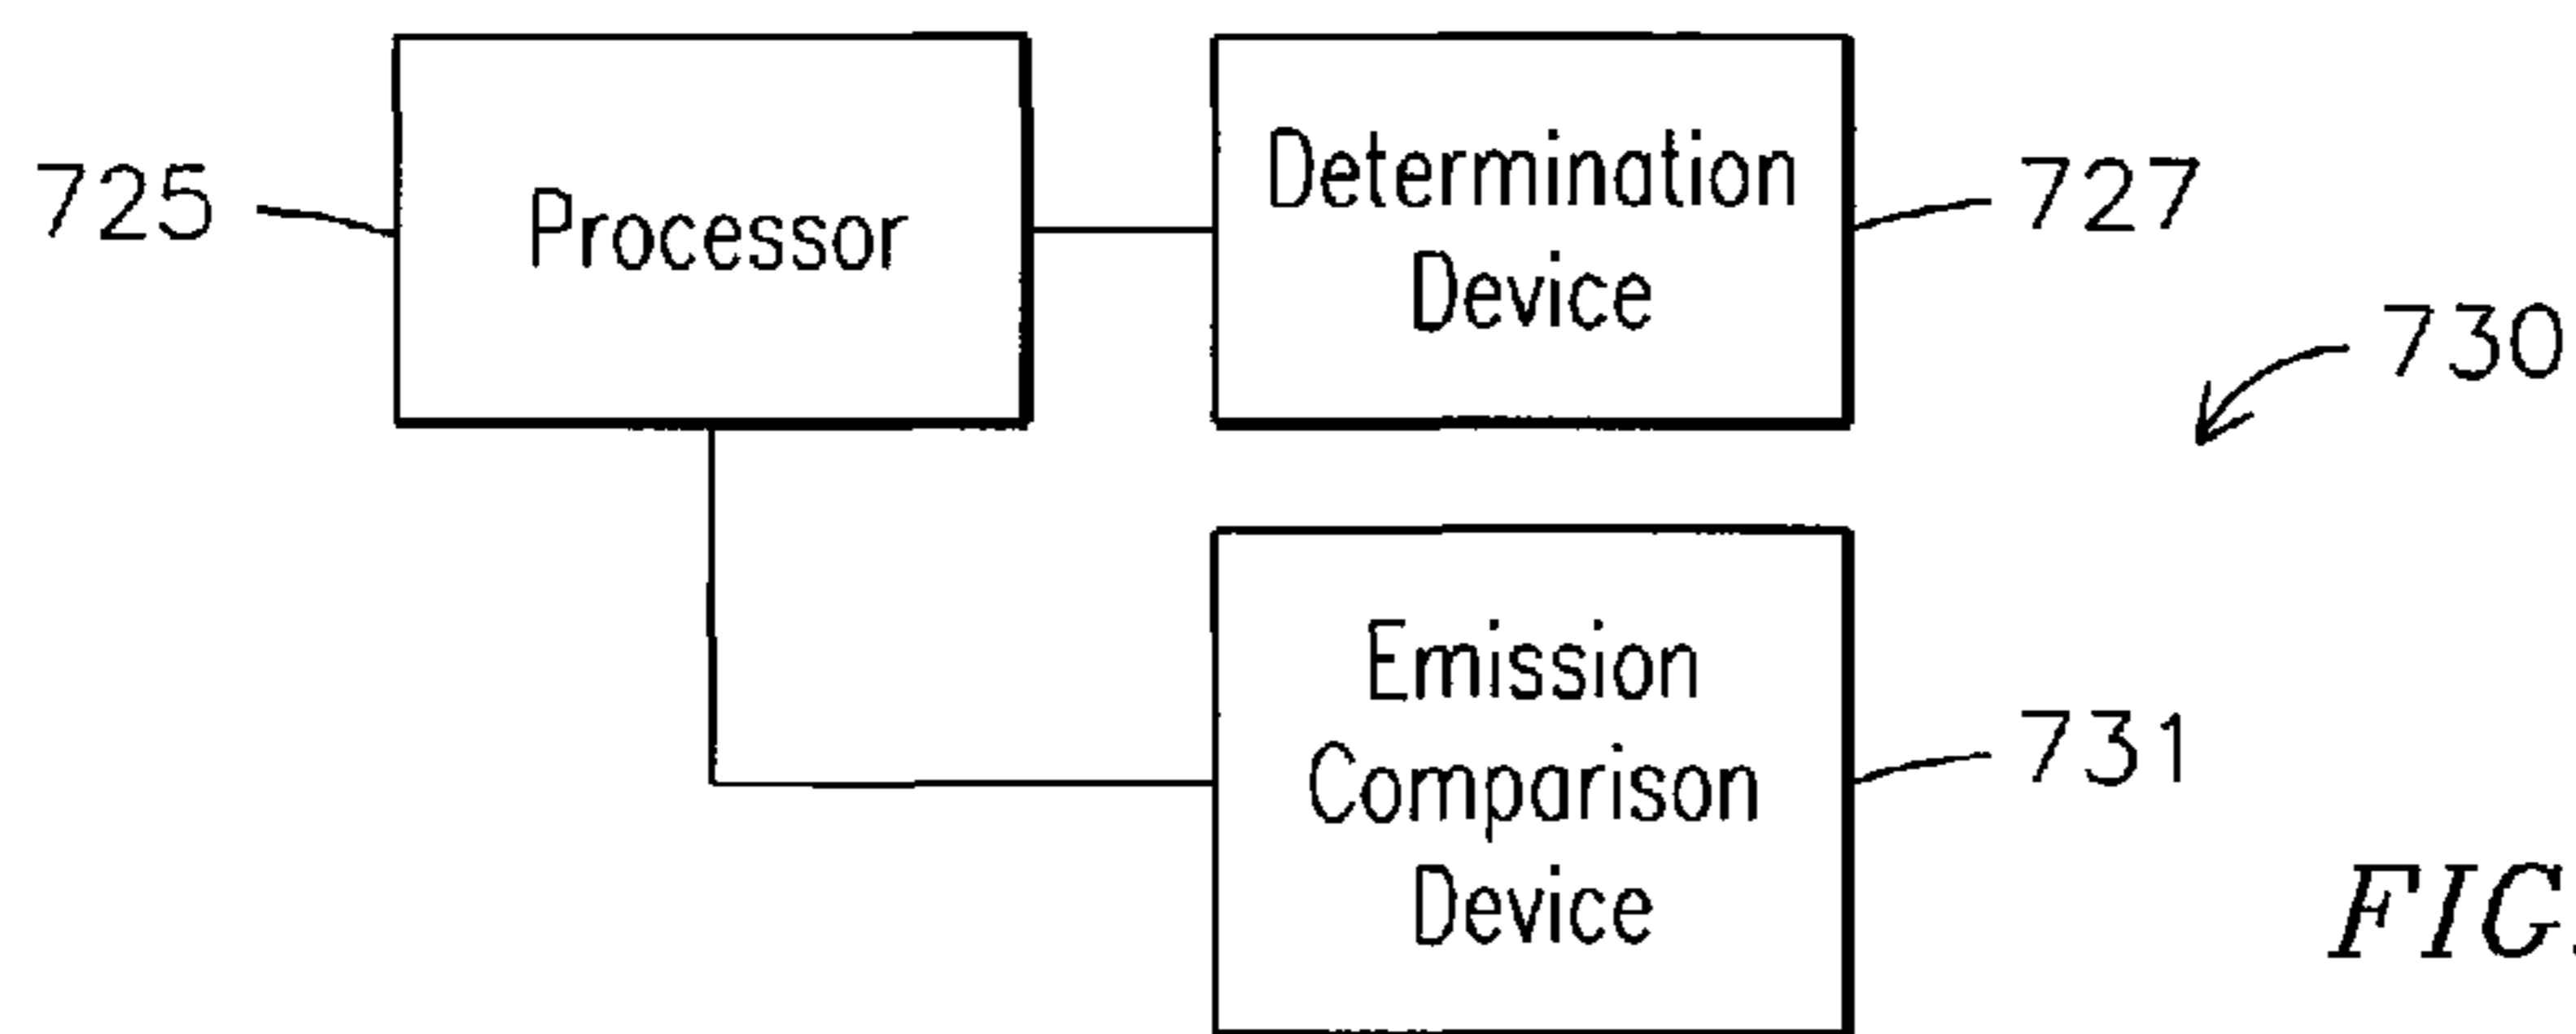 725
Processor
Determination
Device
727
730
Emission
Comparison
Device
731
FIG.